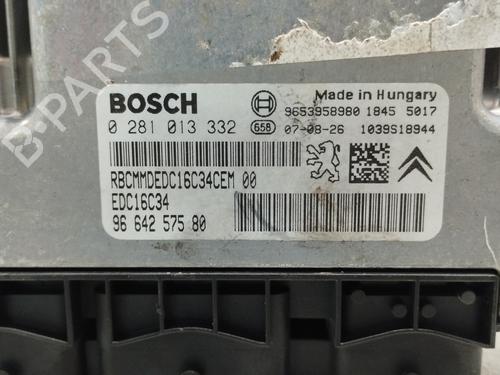 B-PARTS
BOSCH
Made in Hungary
9653958980 1845 5017
0 281 013 332 658 07-08-26 1039S18944
RBCMMDEDC16C34CEM 00
EDC16C34
96 642 575 80